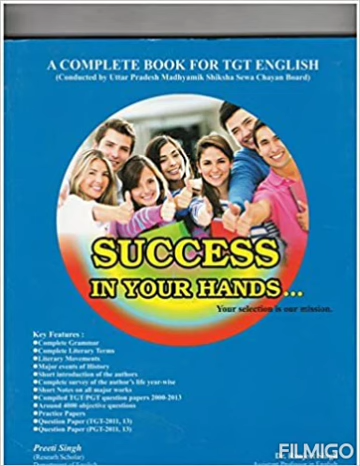 A COMPLETE BOOK FOR TGT ENGLISH
(Conducted by Uttar Pradesh Madhyamik Shiksha Sewa Chayan Board)
SUCCESS
IN YOUR HANDS...
Your selection is our mission.
Key Features :
●Complete Grammar
●Complete Literary Terms
●Literary Movements
●Major events of History
●Short introduction of the authors
●Complete survey of the author's life year-wise
●Short Notes on all major works
●Compiled TGT/PGT question papers 2000-2013
●Around 4000 objective questions
●Practice Papers
●Question Paper (TGT-2011, 13)
●Question Paper (PGT-2011, 13)
Preeti Singh
(Research Scholar)
Department of English
FILMIGO